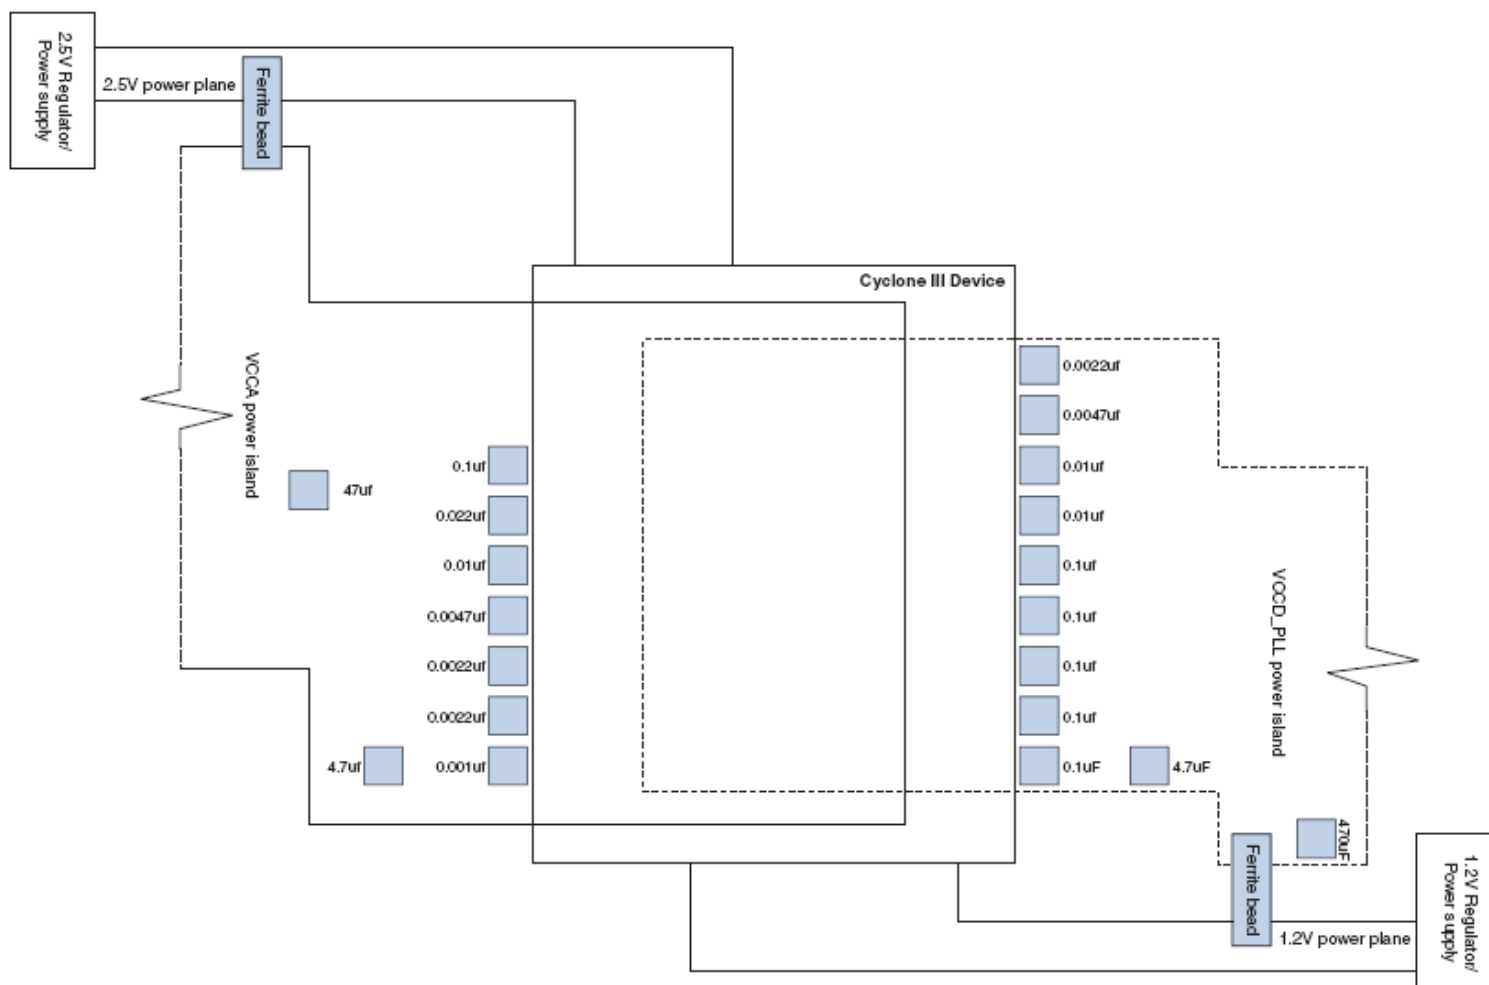 2.5V Regulator/
Power supply
2.5V power plane
Ferrite bead
Cyclone III Device
VCCA power island
47uf
0.1uf
0.022uf
0.01uf
0.0047uf
0.0022uf
0.0022uf
4.7uf
0.001uf
0.0022uf
0.0047uf
0.01uf
0.01uf
0.1uf
0.1uf
0.1uf
0.1uf
0.1uF
4.7uF
VCCD_PLL power island
470uF
Ferrite bead
1.2V power plane
1.2V Regulator/
Power supply